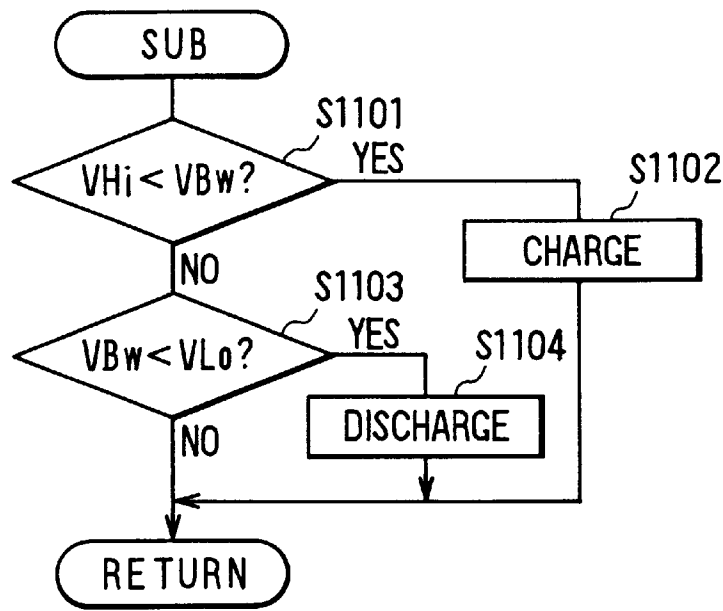 SUB
S1101
VHi < VBw?
YES
S1102
CHARGE
NO
S1103
VBw < VLo?
YES
S1104
DISCHARGE
NO
RETURN